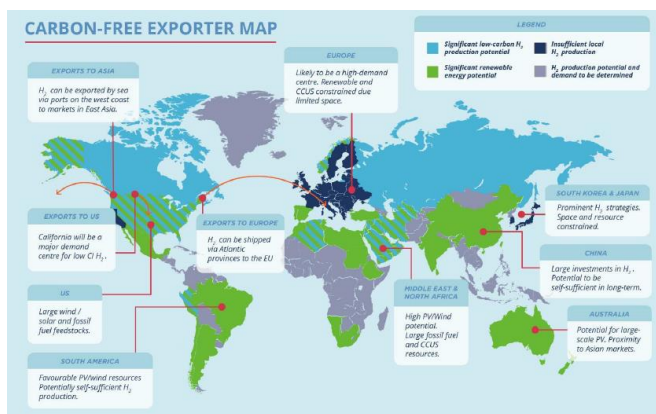 CARBON-FREE EXPORTER MAP
LEGEND
Significant low-carbon H₂
production potential
Insufficient local
H₂ production
Significant renewable
energy potential
H₂ production potential and
demand to be determined
EXPORTS TO ASIA
H₂ can be exported by sea
via ports on the west coast
to markets in East Asia.
EUROPE
Likely to be a high-demand
centre. Renewable and
CCUS constrained due
limited space.
EXPORTS TO US
California will be a
major demand
centre for low CI H₂.
EXPORTS TO EUROPE
H₂ can be shipped
via Atlantic
provinces to the EU
SOUTH KOREA & JAPAN
Prominent H₂ strategies.
Space and resource
constrained.
CHINA
Large investments in H₂.
Potential to be
self-sufficient in long-term.
US
Large wind /
solar and fossil
fuel feedstocks.
MIDDLE EAST &
NORTH AFRICA
High PV/Wind
potential.
Large fossil fuel
and CCUS
resources.
AUSTRALIA
Potential for large-
scale PV. Proximity
to Asian markets.
SOUTH AMERICA
Favourable PV/wind resources
Potentially self-sufficient H₂
production.